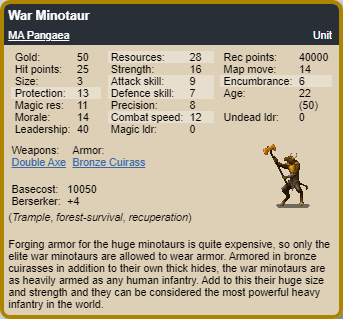 War Minotaur
MA Pangaea Unit
Gold: 50 Resources: 28 Rec points: 40000
Hit points: 25 Strength: 16 Map move: 14
Size: 3 Attack skill: 9 Encumbrance: 6
Protection: 13 Defence skill: 7 Age: 22
Magic res: 11 Precision: 8 (50)
Morale: 14 Combat speed: 12 Undead ldr: 0
Leadership: 40 Magic ldr: 0
Weapons: Armor:
Double Axe Bronze Cuirass
Basecost: 10050
Berserker: +4
(Trample, forest-survival, recuperation)
Forging armor for the huge minotaurs is quite expensive, so only the
elite war minotaurs are allowed to wear armor. Armored in bronze
cuirasses in addition to their own thick hides, the war minotaurs are
as heavily armed as any human infantry. Add to this their huge size
and strength and they can be considered the most powerful heavy
infantry in the world.